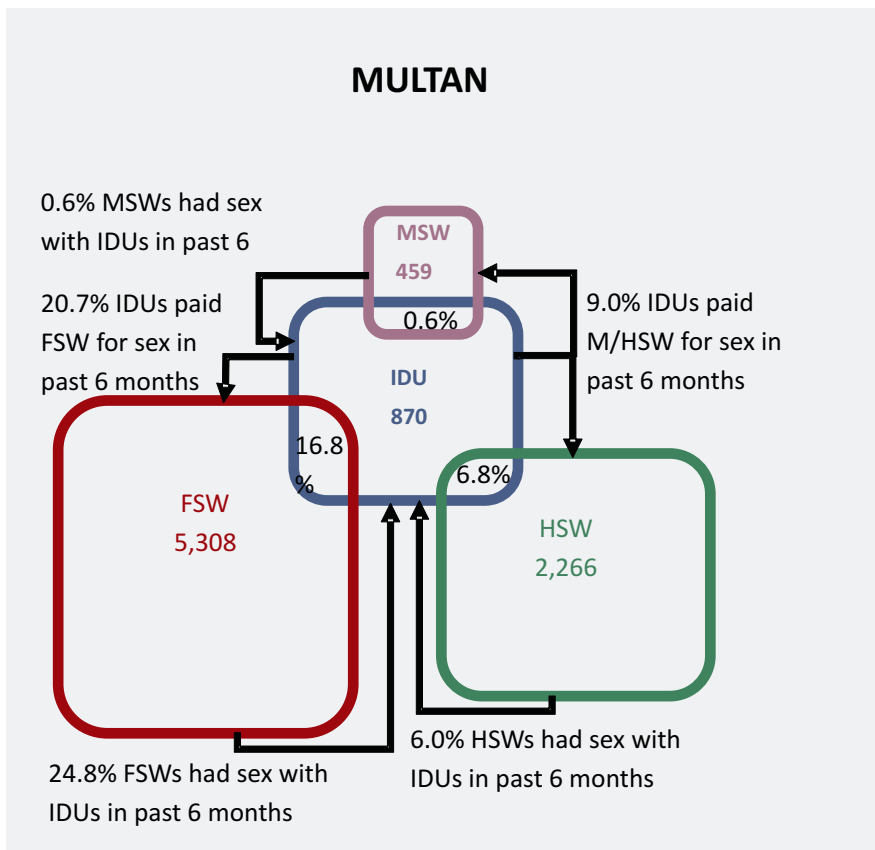 MULTAN
0.6% MSWs had sex
with IDUs in past 6
20.7% IDUs paid
FSW for sex in
past 6 months
MSW
459
0.6%
9.0% IDUs paid
M/HSW for sex in
past 6 months
IDU
870
16.8
%
6.8%
FSW
5,308
HSW
2,266
24.8% FSWs had sex with
IDUs in past 6 months
6.0% HSWs had sex with
IDUs in past 6 months